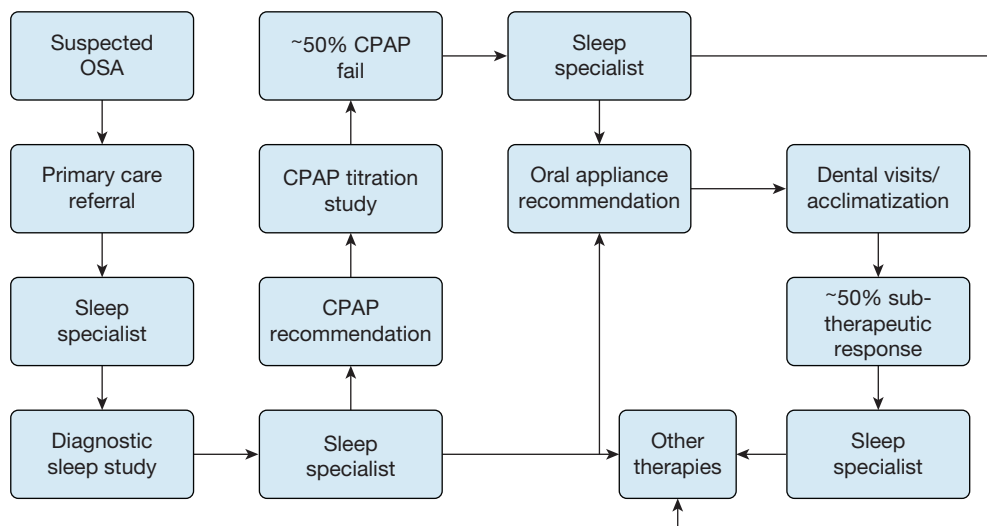 Suspected
OSA
Primary care
referral
Sleep
specialist
Diagnostic
sleep study
~50% CPAP
fail
CPAP titration
study
CPAP
recommendation
Sleep
specialist
Sleep
specialist
Oral appliance
recommendation
Other
therapies
Dental visits/
acclimatization
~50% sub-
therapeutic
response
Sleep
specialist